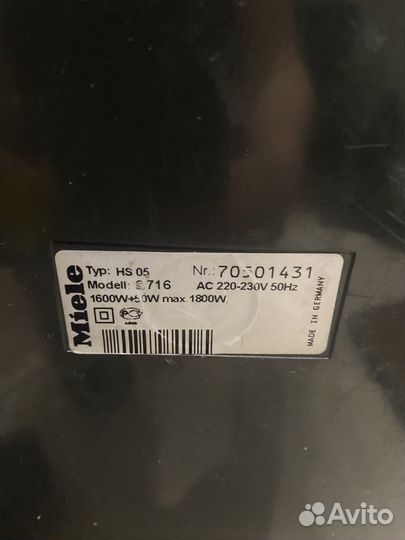 Miele
Typ: HS 05 Nr.: 70501431
Modell: S 716 AC 220-230V 50Hz
1600W+50W max 1800W
MADE IN GERMANY
Avito